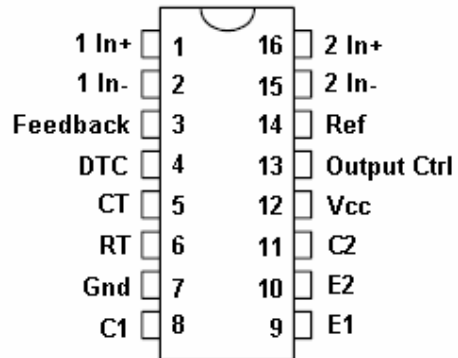 1 In+ 1 16 2 In+
1 In- 2 15 2 In-
Feedback 3 14 Ref
DTC 4 13 Output Ctrl
CT 5 12 Vcc
RT 6 11 C2
Gnd 7 10 E2
C1 8 9 E1